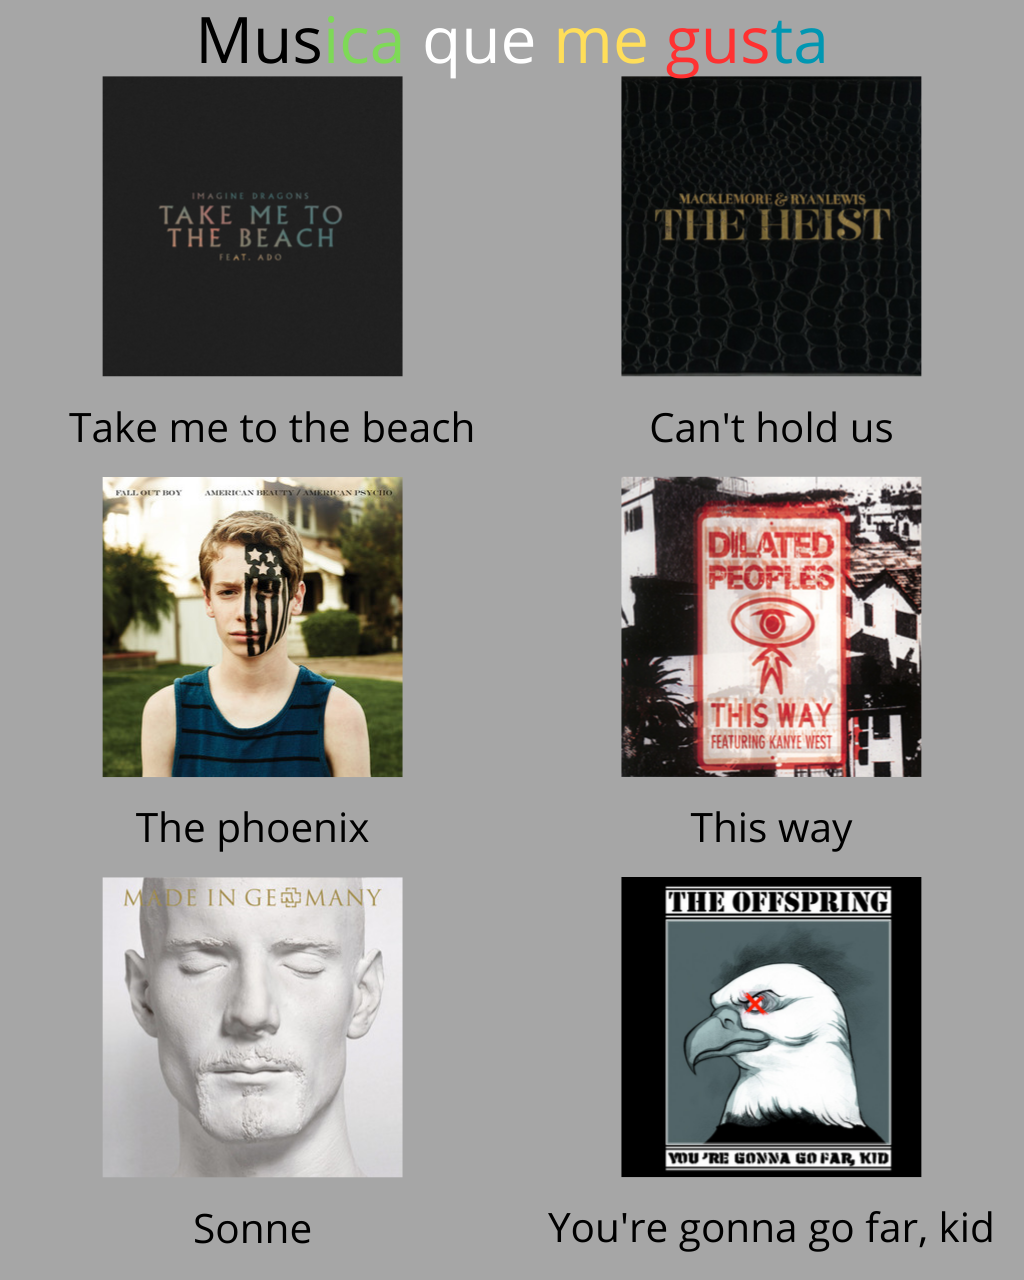 Musica que me gusta
IMAGINE DRAGONS
TAKE ME TO
THE BEACH
FEAT. ADO
MACKLEMORE & RYAN LEWIS
THE HEIST
Take me to the beach
Can't hold us
FALL OUT BOY AMERICAN BEAUTY / AMERICAN PSYCHO
DILATED
PEOPLES
THIS WAY
FEATURING KANYE WEST
The phoenix
This way
MADE IN GERMANY
THE OFFSPRING
YOU'RE GONNA GO FAR, KID
Sonne
You're gonna go far, kid